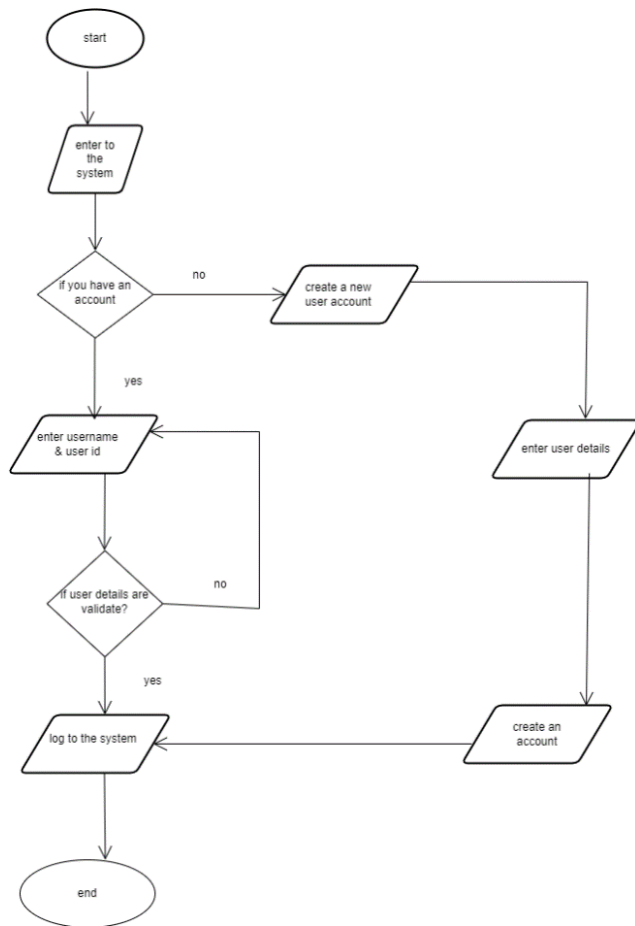 start
enter to
the
system
if you have an
account
no
create a new
user account
yes
enter username
& user id
enter user details
If user details are
validate?
no
yes
log to the system
create an
account
end